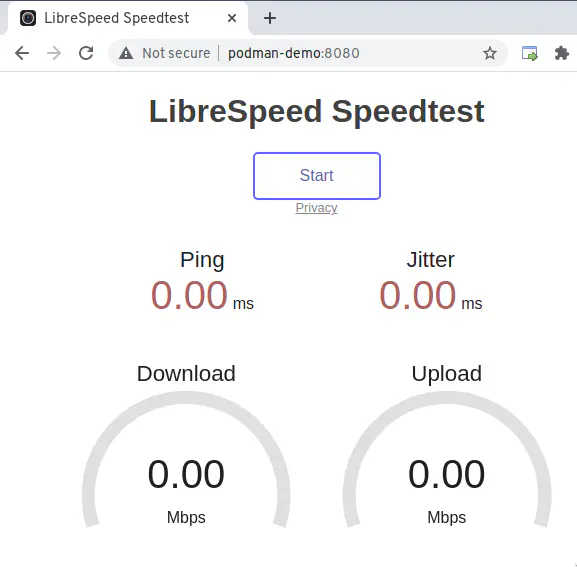 LibreSpeed Speedtest
Not secure podman-demo:8080
LibreSpeed Speedtest
Start
Privacy
Ping Jitter
0.00 ms 0.00 ms
Download Upload
0.00 0.00
Mbps Mbps